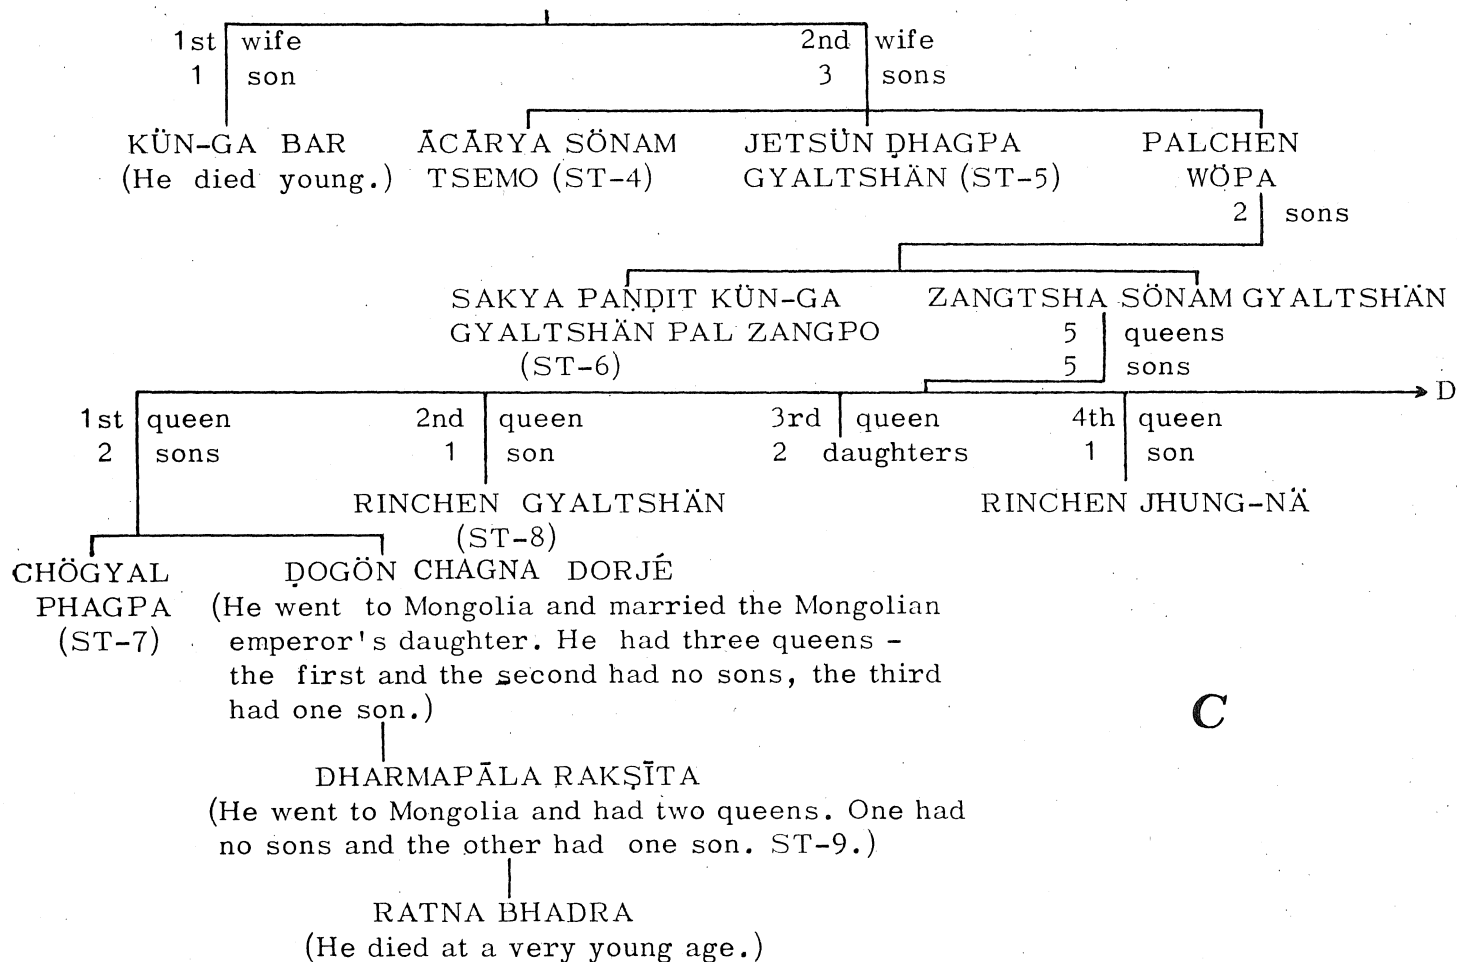 1st wife 2nd wife
1 son 3 sons
KÜN-GA BAR ĀCĀRYA SÖNAM JETSÜN ḌHAGPA PALCHEN
(He died young.) TSEMO (ST-4) GYALTSHÄN (ST-5) WÖPA
2 sons
SAKYA PAṆḌIT KÜN-GA ZANGTSHA SÖNAM GYALTSHÄN
GYALTSHÄN PAL ZANGPO 5 queens
(ST-6) 5 sons
D
1st queen 2nd queen 3rd queen 4th queen
2 sons 1 son 2 daughters 1 son
RINCHEN GYALTSHÄN RINCHEN JHUNG-NÄ
(ST-8)
CHÖGYAL ḌOGÖN CHAGNA DORJÉ
PHAGPA (He went to Mongolia and married the Mongolian
(ST-7) emperor's daughter. He had three queens -
the first and the second had no sons, the third
had one son.)
C
DHARMAPĀLA RAKṢĪTA
(He went to Mongolia and had two queens. One had
no sons and the other had one son. ST-9.)
RATNA BHADRA
(He died at a very young age.)